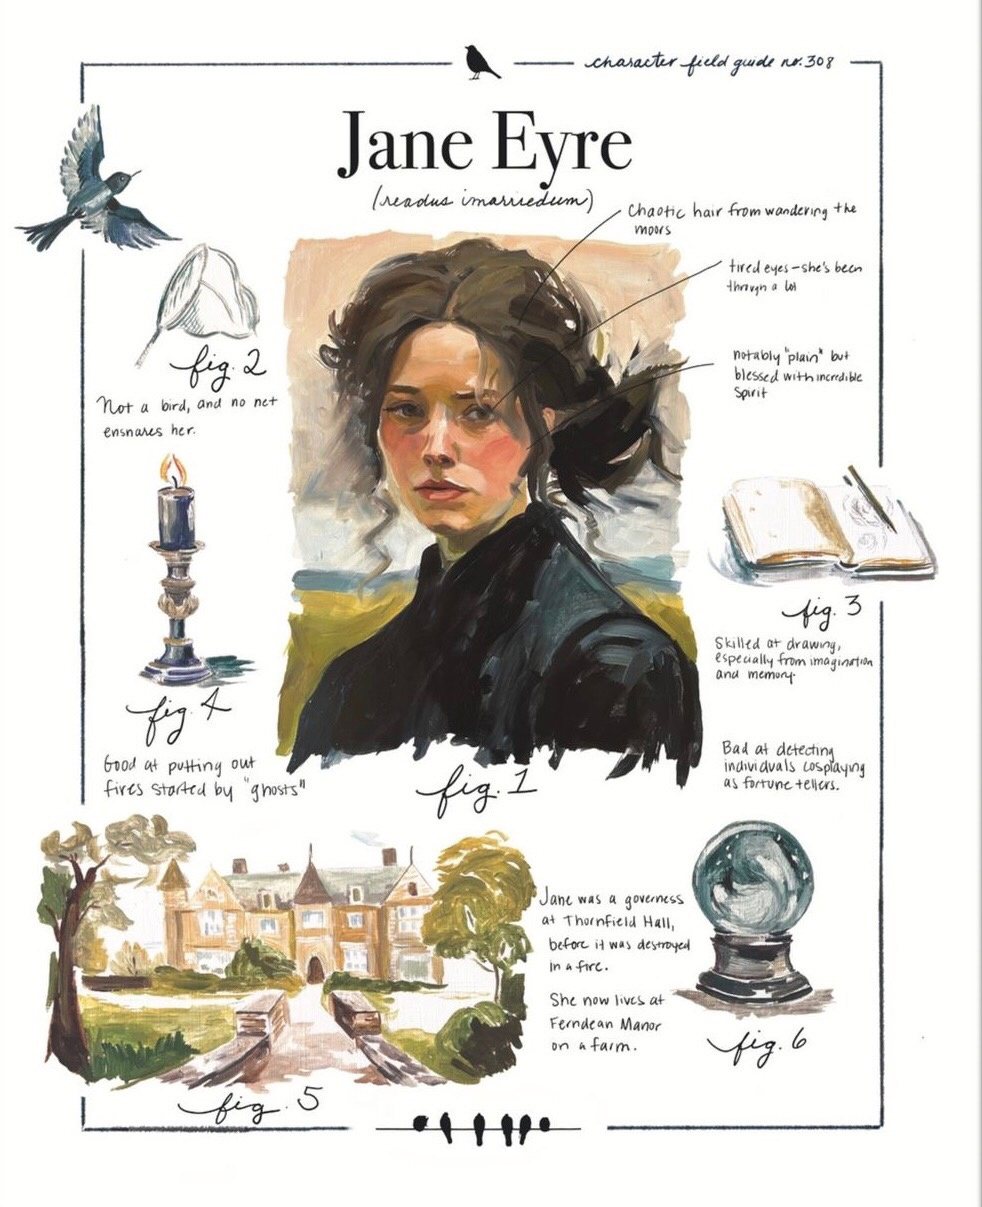 character field guide no. 308
Jane Eyre
(readus imarriedum)
Chaotic hair from wandering the
moors
tired eyes - she's been
through a lot
notably "plain" but
blessed with incredible
Spirit
fig. 2
Not a bird, and no net
ensnares her.
fig. 3
Skilled at drawing,
especially from imagination
and memory.
fig. 4
Good at putting out
fires started by "ghosts"
fig. 1
Bad at detecting
individuals cosplaying
as fortune tellers.
Jane was a governess
at Thornfield Hall,
before it was destroyed
in a fire.
She now lives at
Ferndean Manor
on a farm.
fig. 6
fig. 5